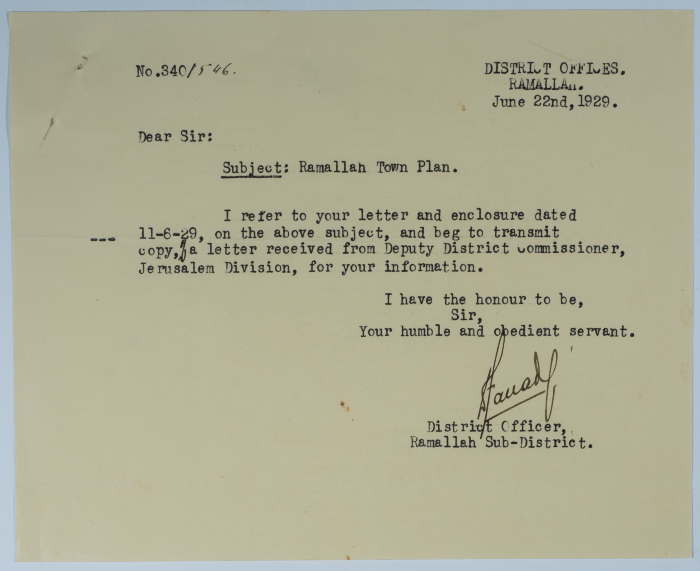 No.340/546.
DISTRICT OFFICES.
RAMALLAH.
June 22nd,1929.
Dear Sir:
Subject: Ramallah Town Plan.
I refer to your letter and enclosure dated
--- 11-6-29, on the above subject, and beg to transmit
copy, of a letter received from Deputy District Commissioner,
Jerusalem Division, for your information.
I have the honour to be,
Sir,
Your humble and obedient servant.
District Officer,
Ramallah Sub-District.